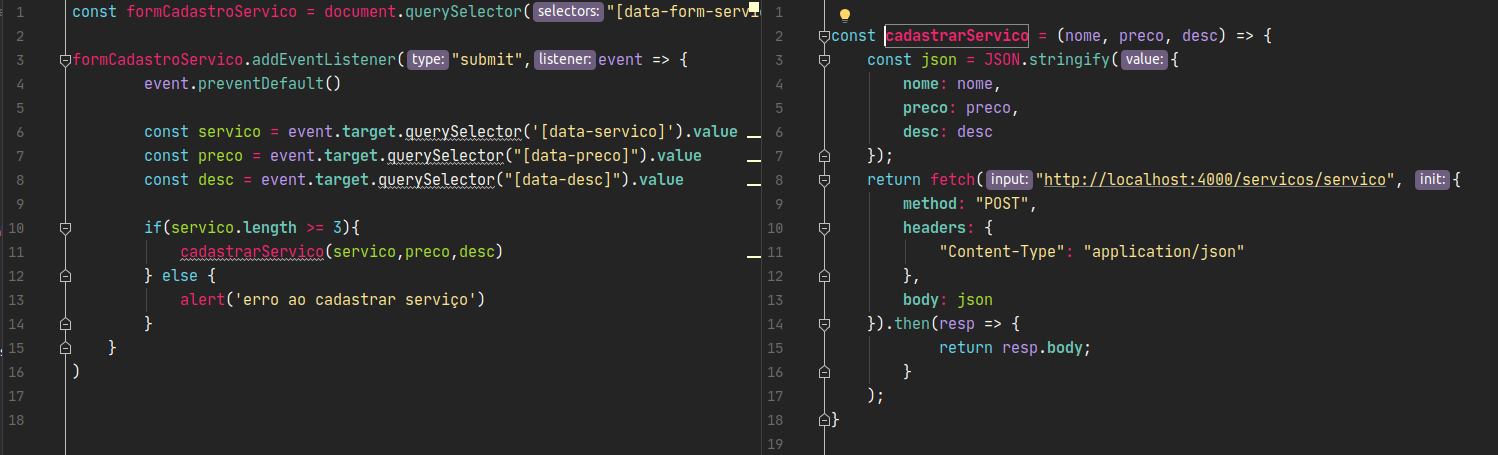 1 const formCadastroServico = document.querySelector( selectors: "[data-form-servi
2
3 formCadastroServico.addEventListener( type: "submit", listener: event => {
4 event.preventDefault()
5
6 const servico = event.target.querySelector('[data-servico]').value
7 const preco = event.target.querySelector("[data-preco]").value
8 const desc = event.target.querySelector("[data-desc]").value
9
10 if(servico.length >= 3){
11 cadastrarServico(servico,preco,desc)
12 } else {
13 alert('erro ao cadastrar serviço')
14 }
15 }
16 )
17
18
1
2 const cadastrarServico = (nome, preco, desc) => {
3 const json = JSON.stringify( value: {
4 nome: nome,
5 preco: preco,
6 desc: desc
7 });
8 return fetch( input: "http://localhost:4000/servicos/servico", init: {
9 method: "POST",
10 headers: {
11 "Content-Type": "application/json"
12 },
13 body: json
14 }).then(resp => {
15 return resp.body;
16 }
17 );
18 }
19